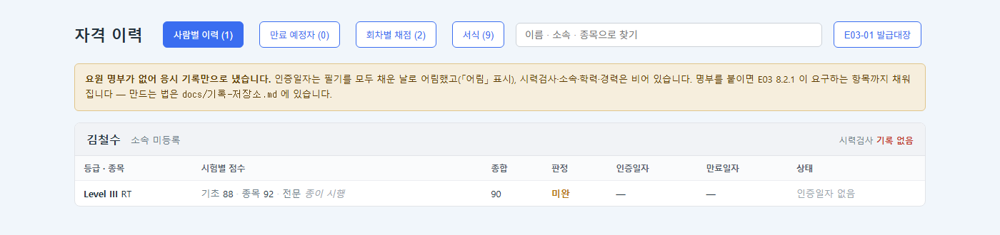 자격 이력
사람별 이력 (1)
만료 예정자 (0)
회차별 채점 (2)
서식 (9)
이름 · 소속 · 종목으로 찾기
E03-01 발급대장
요원 명부가 없어 응시 기록만으로 냈습니다. 인증일자는 필기를 모두 채운 날로 어림했고(「어림」 표시), 시력검사·소속·학력·경력은 비어 있습니다. 명부를 붙이면 E03 8.2.1 이 요구하는 항목까지 채워
집니다 — 만드는 법은 docs/기록-저장소.md 에 있습니다.
김철수 소속 미등록 시력검사 기록 없음
등급 · 종목 시험별 점수 종합 판정 인증일자 만료일자 상태
Level III RT 기초 88 · 종목 92 · 전문 종이 시행 90 미완 — — 인증일자 없음